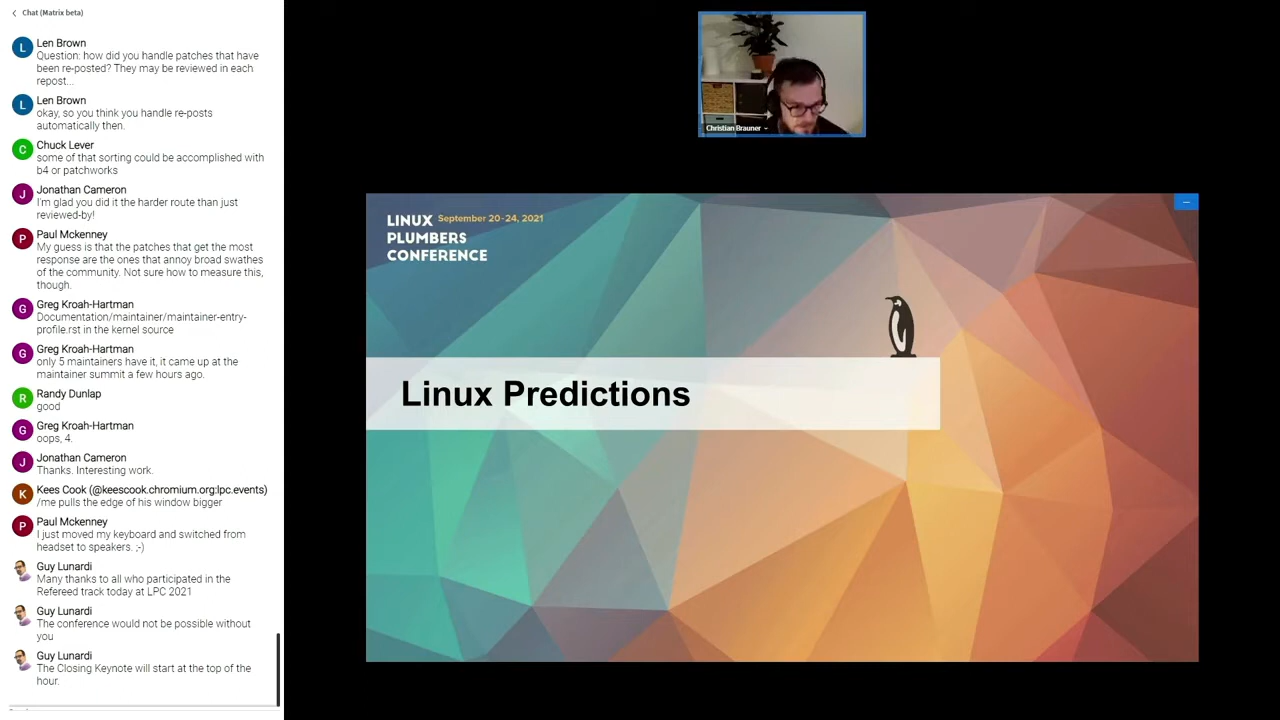 Chat (Matrix beta)
L
Len Brown
Question: how did you handle patches that have
been re-posted? They may be reviewed in each
repost...
L
Len Brown
okay, so you think you handle re-posts
automatically then.
C
Chuck Lever
some of that sorting could be accomplished with
b4 or patchworks
J
Jonathan Cameron
I'm glad you did it the harder route than just
reviewed-by!
P
Paul Mckenney
My guess is that the patches that get the most
response are the ones that annoy broad swathes
of the community. Not sure how to measure this,
though.
G
Greg Kroah-Hartman
Documentation/maintainer/maintainer-entry-
profile.rst in the kernel source
G
Greg Kroah-Hartman
only 5 maintainers have it, it came up at the
maintainer summit a few hours ago.
R
Randy Dunlap
good
G
Greg Kroah-Hartman
oops, 4.
J
Jonathan Cameron
Thanks. Interesting work.
K
Kees Cook (@keescook.chromium.org:lpc.events)
/me pulls the edge of his window bigger
P
Paul Mckenney
I just moved my keyboard and switched from
headset to speakers. ;-)
Guy Lunardi
Many thanks to all who participated in the
Refereed track today at LPC 2021
Guy Lunardi
The conference would not be possible without
you
Guy Lunardi
The Closing Keynote will start at the top of the
hour.
Christian Brauner
LINUX September 20-24, 2021
PLUMBERS
CONFERENCE
Linux Predictions